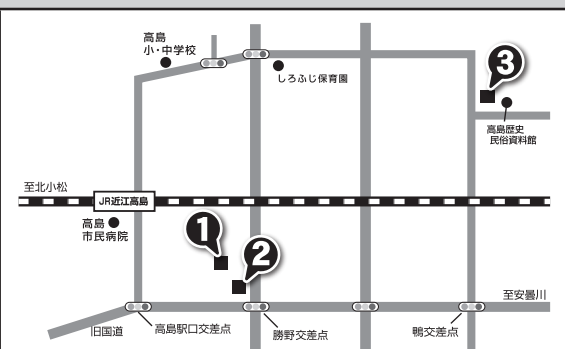 高島
小・中学校
しろふじ保育園
3
高島歴史
民俗資料館
至北小松
JR近江高島
高島
市民病院
1
2
至安曇川
旧国道
高島駅口交差点
勝野交差点
鴨交差点